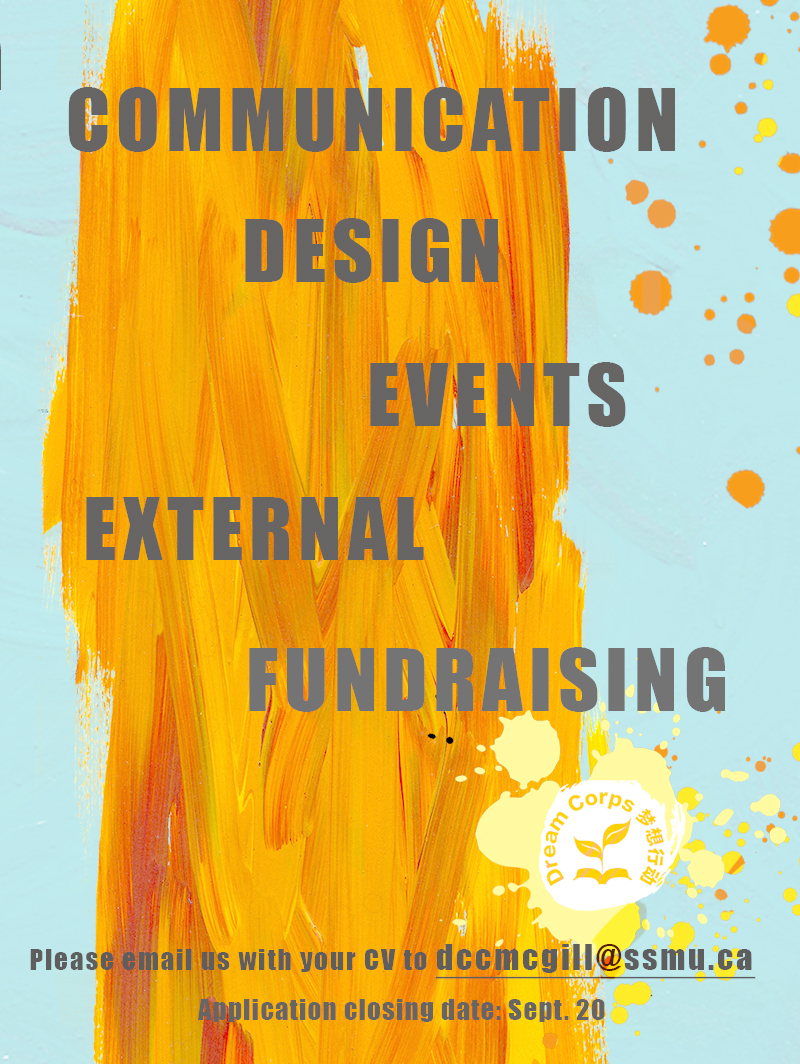 COMMUNICATION
DESIGN
EVENTS
EXTERNAL
FUNDRAISING
Dream Corps 梦想行动
Please email us with your CV to dccmcgill@ssmu.ca
Application closing date: Sept. 20